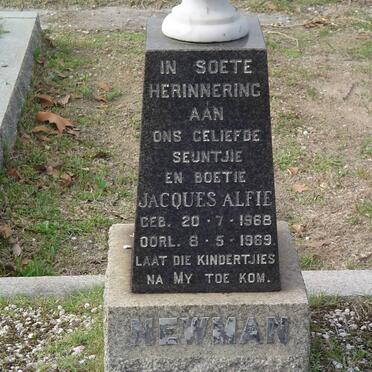 IN SOETE
HERINNERING
AAN
ONS GELIEFDE
SEUNTJIE
EN BOETIE
JACQUES ALFIE
GEB. 20-7-1968
OORL. 8-5-1969
LAAT DIE KINDERTJIES
NA MY TOE KOM.
NEWMAN